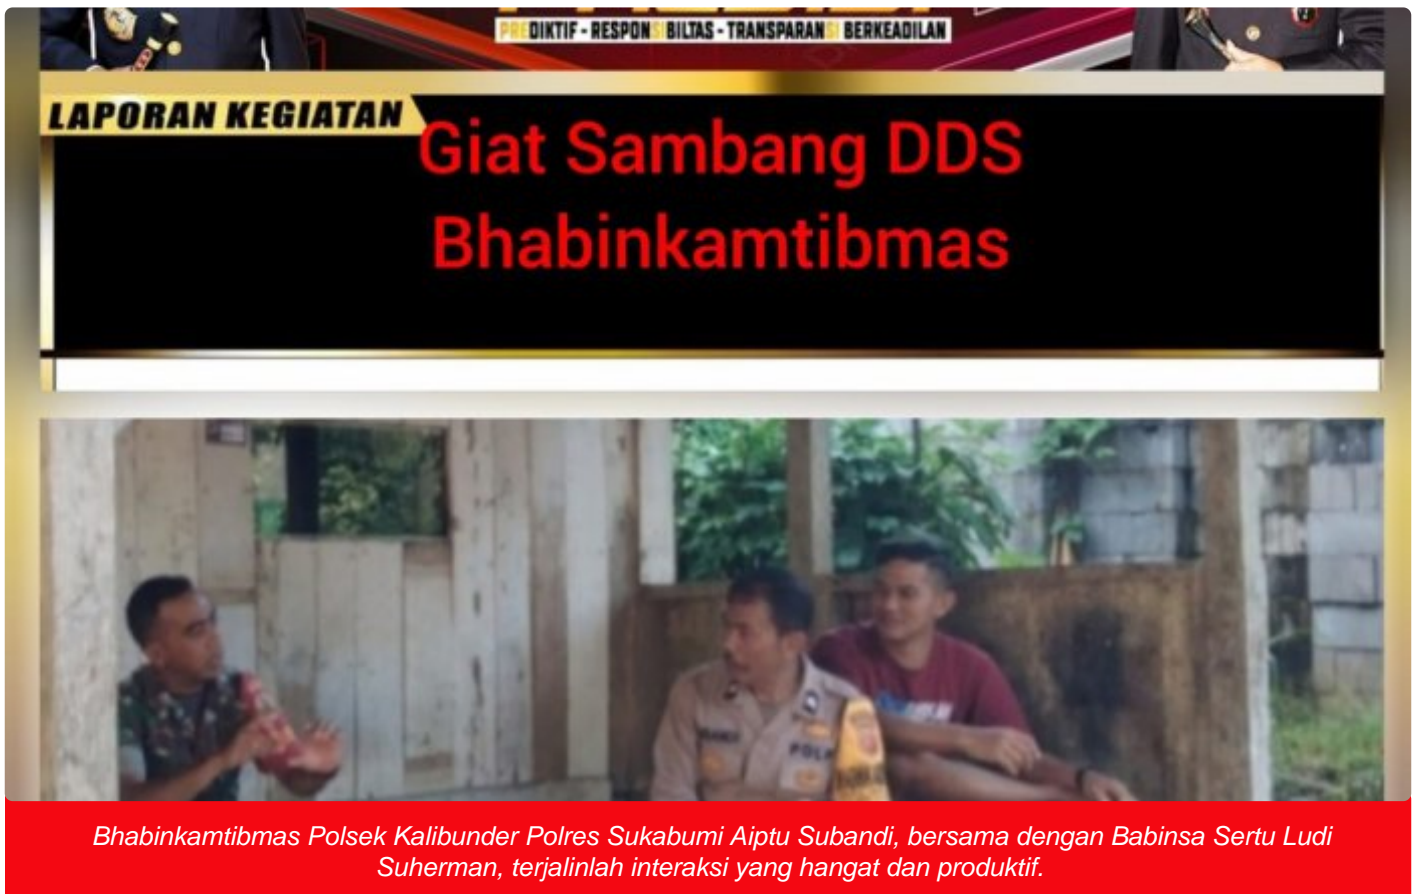 PREDIKTIF - RESPONSIBILTAS - TRANSPARANSI BERKEADILAN
LAPORAN KEGIATAN
Giat Sambang DDS
Bhabinkamtibmas
POLRI
Bhabinkamtibmas Polsek Kalibunder Polres Sukabumi Aiptu Subandi, bersama dengan Babinsa Sertu Ludi
Suherman, terjalinlah interaksi yang hangat dan produktif.